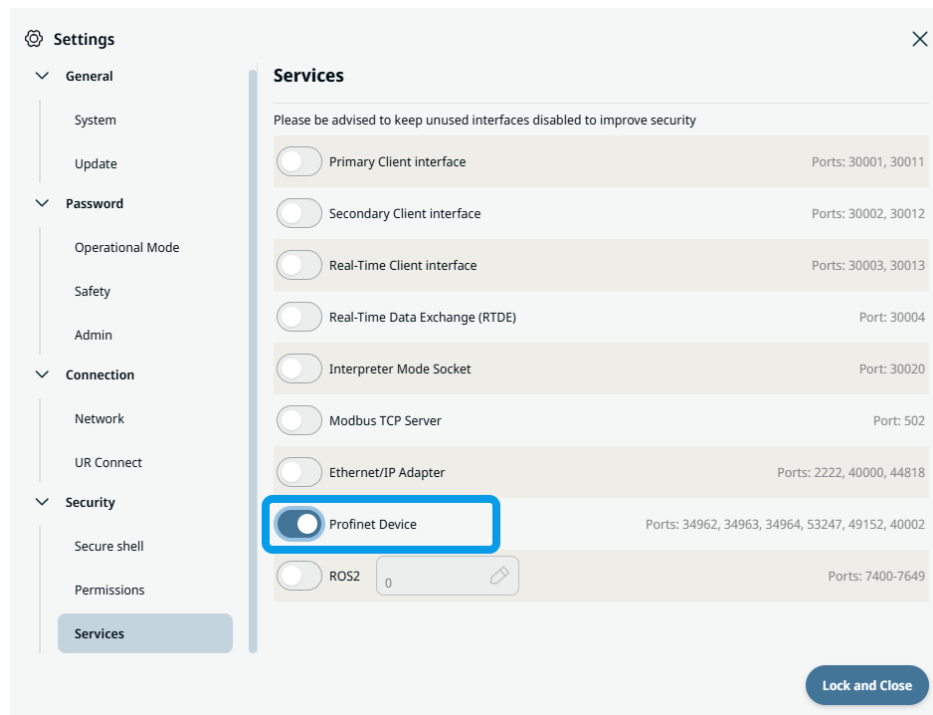 Settings
General
System
Update
Password
Operational Mode
Safety
Admin
Connection
Network
UR Connect
Security
Secure shell
Permissions
Services
Services
Please be advised to keep unused interfaces disabled to improve security
Primary Client interface Ports: 30001, 30011
Secondary Client interface Ports: 30002, 30012
Real-Time Client interface Ports: 30003, 30013
Real-Time Data Exchange (RTDE) Port: 30004
Interpreter Mode Socket Port: 30020
Modbus TCP Server Port: 502
Ethernet/IP Adapter Ports: 2222, 40000, 44818
Profinet Device Ports: 34962, 34963, 34964, 53247, 49152, 40002
ROS2 0 Ports: 7400-7649
Lock and Close